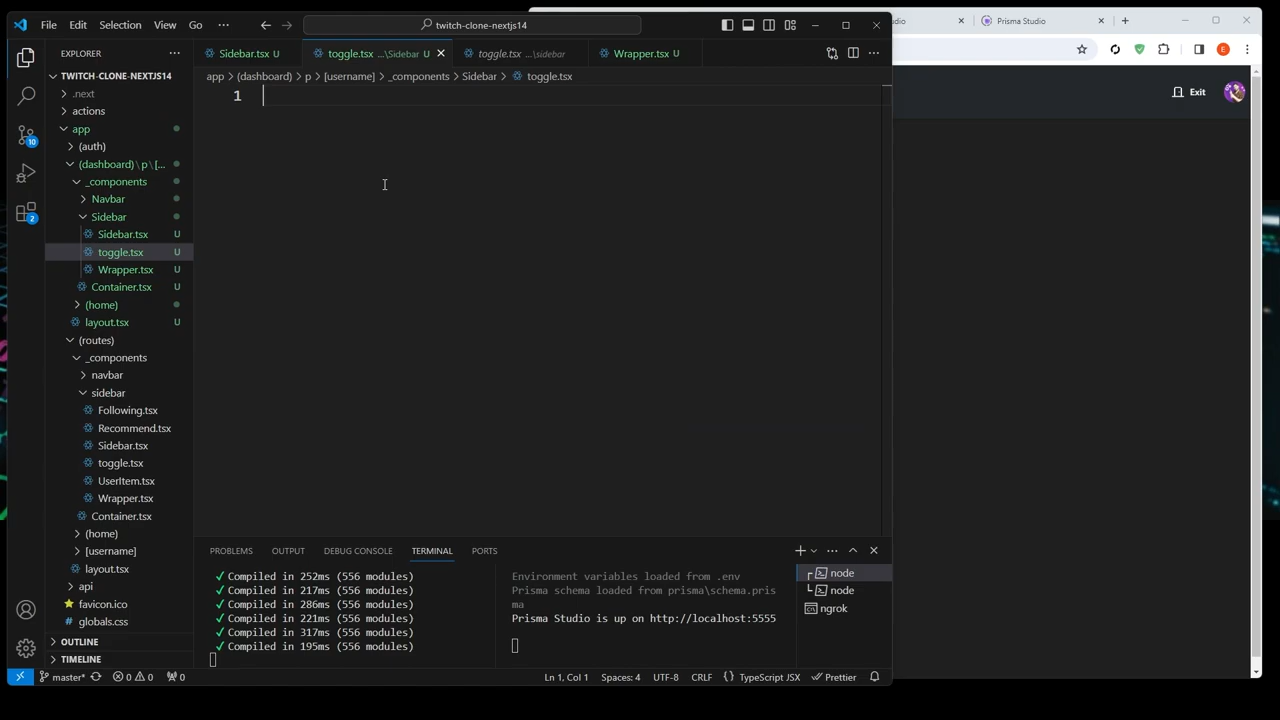 File Edit Selection View Go ··· twitch-clone-nextjs14
Prisma Studio
EXPLORER
Sidebar.tsx U toggle.tsx ...\Sidebar U toggle.tsx ...\sidebar Wrapper.tsx U
TWITCH-CLONE-NEXTJS14
app > (dashboard) > p > [username] > _components > Sidebar > toggle.tsx
1
Exit
E
.next
actions
app
(auth)
(dashboard) \ p \ [...
_components
Navbar
Sidebar
Sidebar.tsx U
toggle.tsx U
Wrapper.tsx U
Container.tsx U
(home)
layout.tsx U
(routes)
_components
navbar
sidebar
Following.tsx
Recommend.tsx
Sidebar.tsx
toggle.tsx
UserItem.tsx
Wrapper.tsx
Container.tsx
(home)
[username]
layout.tsx
api
favicon.ico
globals.css
OUTLINE
TIMELINE
10
2
PROBLEMS OUTPUT DEBUG CONSOLE TERMINAL PORTS
✓ Compiled in 252ms (556 modules)
✓ Compiled in 217ms (556 modules)
✓ Compiled in 286ms (556 modules)
✓ Compiled in 221ms (556 modules)
✓ Compiled in 317ms (556 modules)
✓ Compiled in 195ms (556 modules)
Environment variables loaded from .env
Prisma schema loaded from prisma\schema.pris
ma
Prisma Studio is up on http://localhost:5555
node
node
ngrok
master* 0 0 0 Ln 1, Col 1 Spaces: 4 UTF-8 CRLF {} TypeScript JSX Prettier